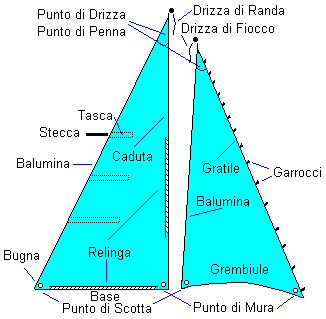 Punto di Drizza
Drizza di Randa
Punto di Penna
Drizza di Fiocco
Tasca
Stecca
Balumina
Caduta
Gratile
Garrocci
Balumina
Relinga
Bugna
Grembiule
Base
Punto di Scotta
Punto di Mura